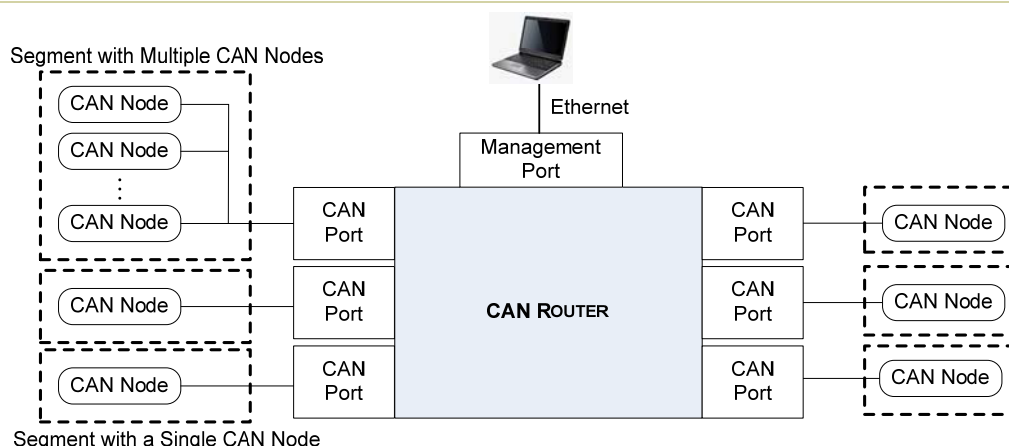 Segment with Multiple CAN Nodes
CAN Node
CAN Node
CAN Node
CAN Node
CAN Node
Segment with a Single CAN Node
Ethernet
Management
Port
CAN
Port
CAN
Port
CAN
Port
CAN ROUTER
CAN
Port
CAN
Port
CAN
Port
CAN Node
CAN Node
CAN Node